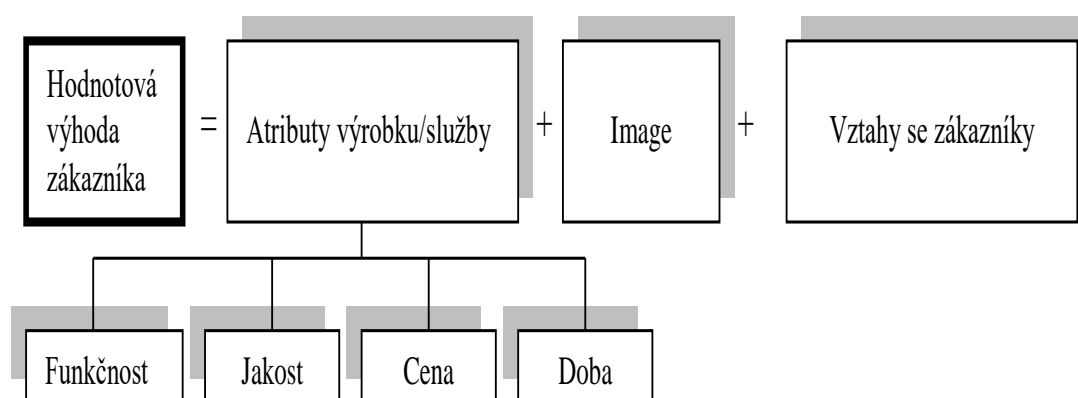 Hodnotová
výhoda
zákazníka
=
Atributy výrobku/služby
+
Image
+
Vztahy se zákazníky
Funkčnost
Jakost
Cena
Doba